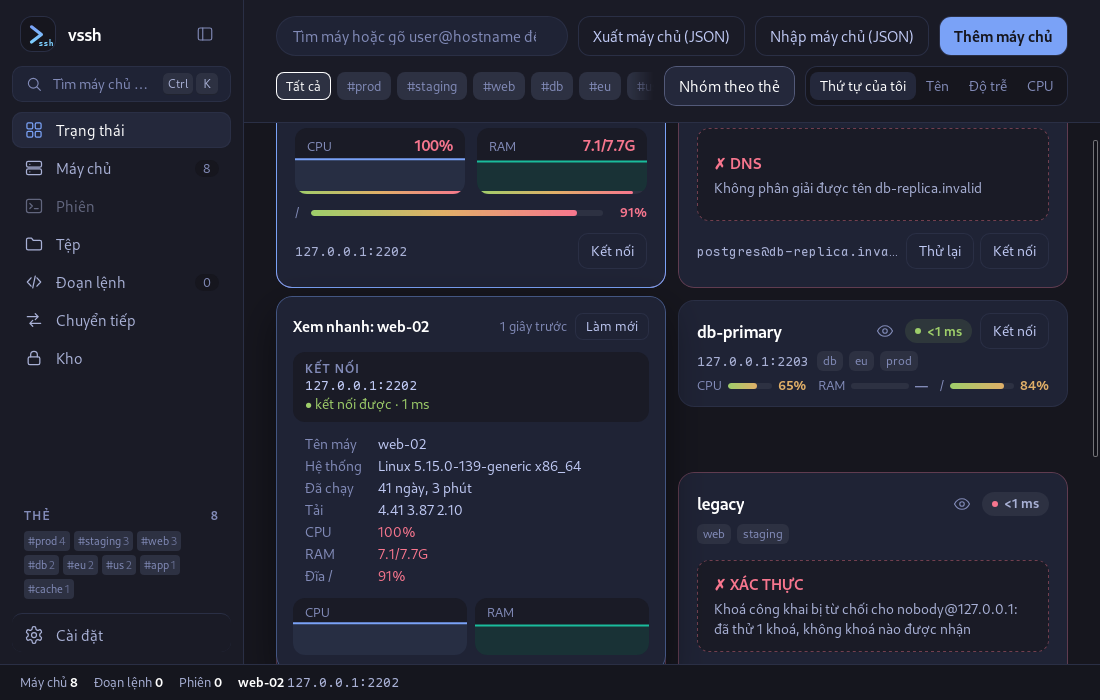 ssh
vssh
Tìm máy chủ ...
Ctrl
K
Trạng thái
Máy chủ
8
Phiên
Tệp
Đoạn lệnh
0
Chuyển tiếp
Kho
THẺ
8
#prod 4
#staging 3
#web 3
#db 2
#eu 2
#us 2
#app 1
#cache 1
Cài đặt
Tìm máy hoặc gõ user@hostname để
Xuất máy chủ (JSON)
Nhập máy chủ (JSON)
Thêm máy chủ
Tất cả
#prod
#staging
#web
#db
#eu
#u
Nhóm theo thẻ
Thứ tự của tôi
Tên
Độ trễ
CPU
CPU
100%
RAM
7.1/7.7G
/
91%
127.0.0.1:2202
Kết nối
Xem nhanh: web-02
1 giây trước
Làm mới
KẾT NỐI
127.0.0.1:2202
kết nối được · 1 ms
Tên máy
web-02
Hệ thống
Linux 5.15.0-139-generic x86_64
Đã chạy
41 ngày, 3 phút
Tải
4.41 3.87 2.10
CPU
100%
RAM
7.1/7.7G
Đĩa /
91%
CPU
RAM
✗ DNS
Không phân giải được tên db-replica.invalid
postgres@db-replica.inva…
Thử lại
Kết nối
db-primary
<1 ms
Kết nối
127.0.0.1:2203
db
eu
prod
CPU
65%
RAM
—
/
84%
legacy
<1 ms
web
staging
✗ XÁC THỰC
Khoá công khai bị từ chối cho nobody@127.0.0.1:
đã thử 1 khoá, không khoá nào được nhận
Máy chủ 8
Đoạn lệnh 0
Phiên 0
web-02 127.0.0.1:2202